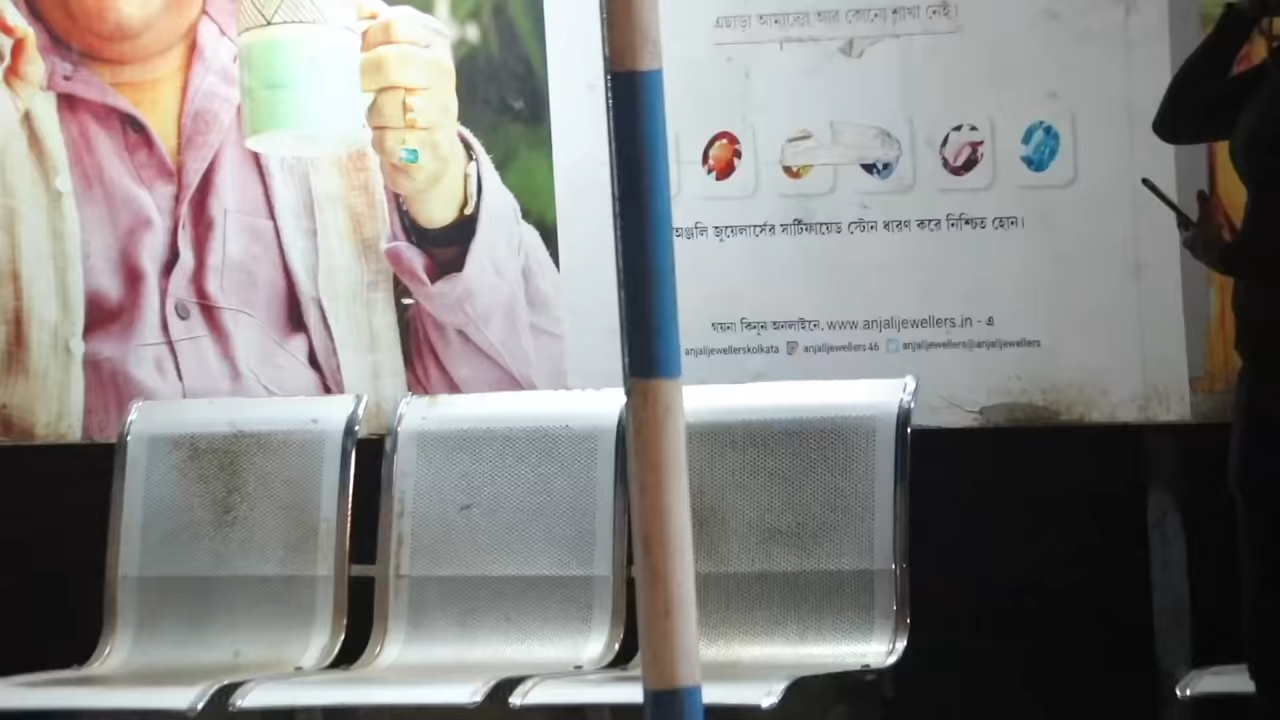 এছাড়া আমাদের আর কোনো শাখা নেই।
অঞ্জলি জুয়েলার্সের সার্টিফায়েড স্টোন ধারণ করে নিশ্চিত হোন।
গয়না কিনুন অনলাইনে, www.anjalijewellers.in - এ
anjalijewellerskolkata anjalijewellers46 anjalijewellers@anjalijewellers